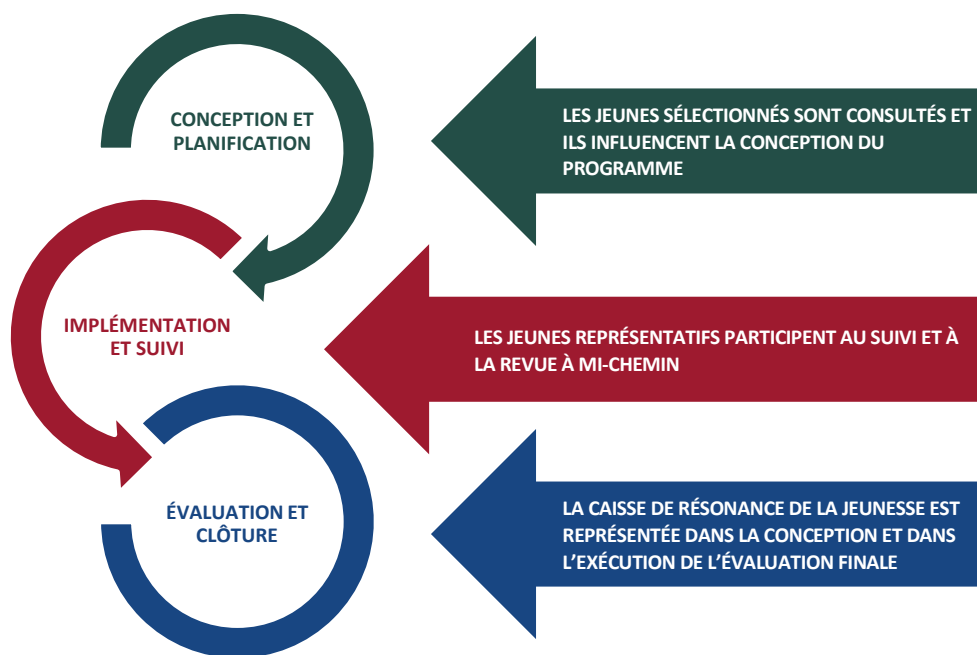 CONCEPTION ET
PLANIFICATION
LES JEUNES SÉLECTIONNÉS SONT CONSULTÉS ET
ILS INFLUENCENT LA CONCEPTION DU
PROGRAMME
IMPLÉMENTATION
ET SUIVI
LES JEUNES REPRÉSENTATIFS PARTICIPENT AU SUIVI ET À
LA REVUE À MI-CHEMIN
ÉVALUATION ET
CLÔTURE
LA CAISSE DE RÉSONANCE DE LA JEUNESSE EST
REPRÉSENTÉE DANS LA CONCEPTION ET DANS
L’EXÉCUTION DE L’ÉVALUATION FINALE